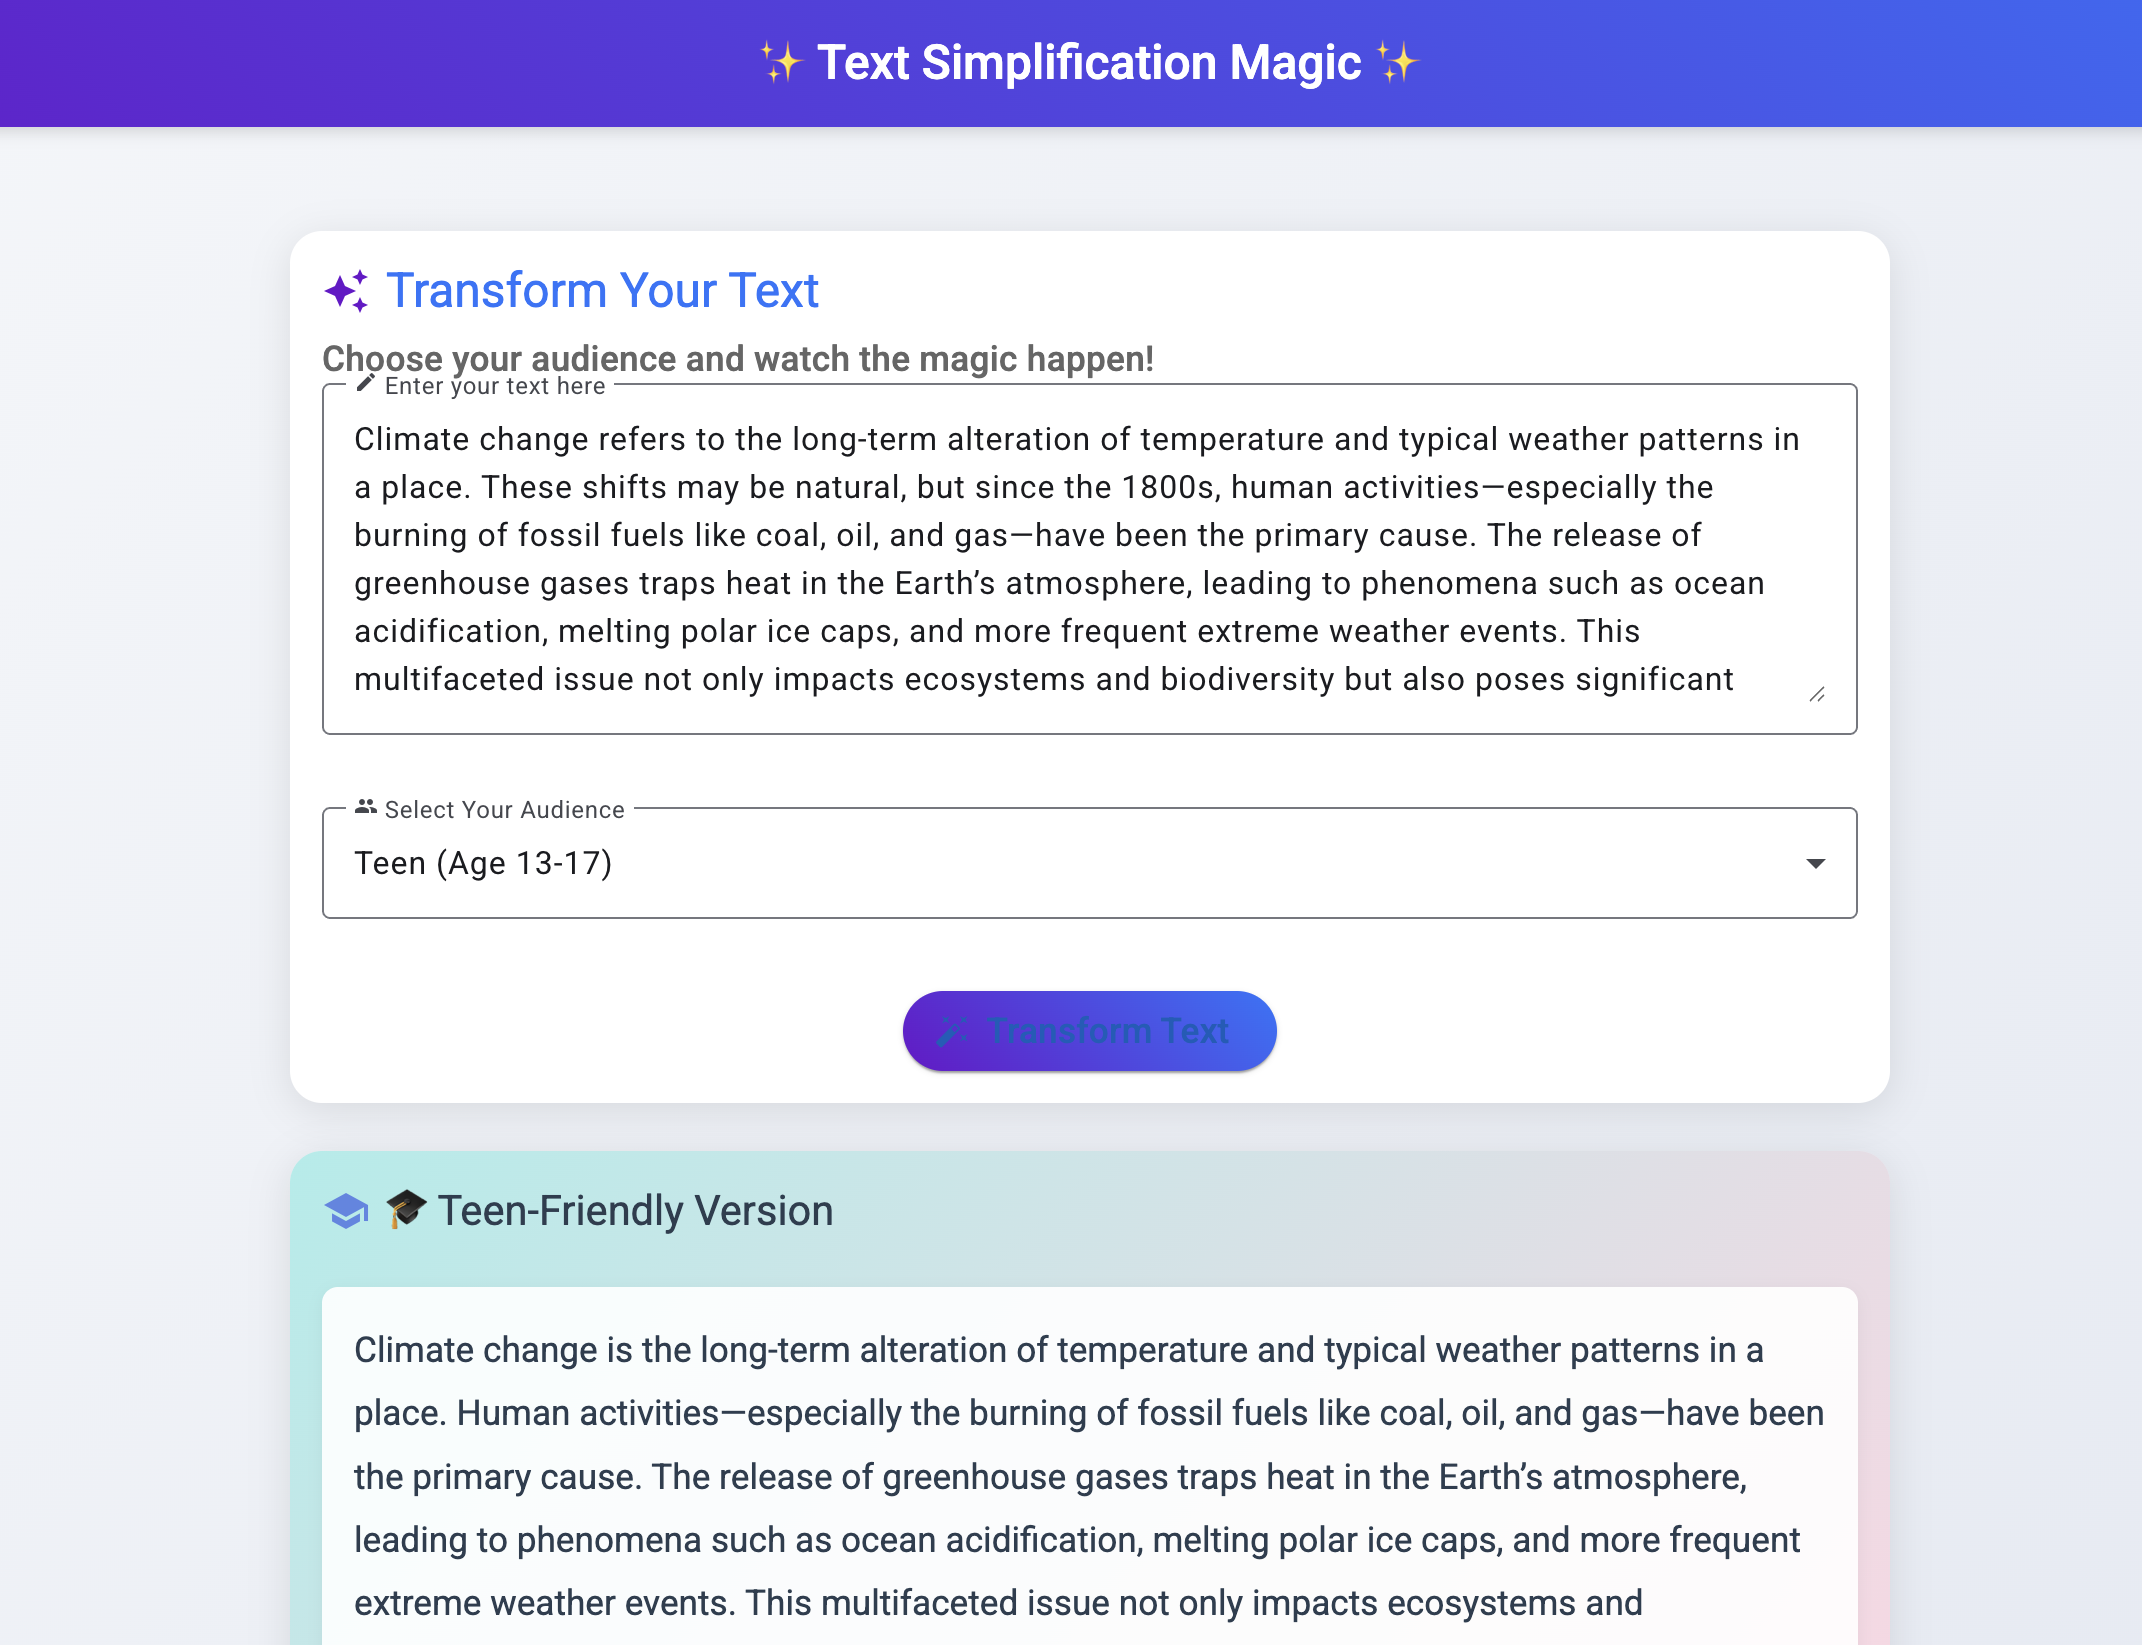 ✨ Text Simplification Magic ✨
Transform Your Text
Choose your audience and watch the magic happen!
Enter your text here
Climate change refers to the long-term alteration of temperature and typical weather patterns in
a place. These shifts may be natural, but since the 1800s, human activities—especially the
burning of fossil fuels like coal, oil, and gas—have been the primary cause. The release of
greenhouse gases traps heat in the Earth’s atmosphere, leading to phenomena such as ocean
acidification, melting polar ice caps, and more frequent extreme weather events. This
multifaceted issue not only impacts ecosystems and biodiversity but also poses significant
Select Your Audience
Teen (Age 13-17)
Transform Text
🎓 Teen-Friendly Version
Climate change is the long-term alteration of temperature and typical weather patterns in a
place. Human activities—especially the burning of fossil fuels like coal, oil, and gas—have been
the primary cause. The release of greenhouse gases traps heat in the Earth’s atmosphere,
leading to phenomena such as ocean acidification, melting polar ice caps, and more frequent
extreme weather events. This multifaceted issue not only impacts ecosystems and